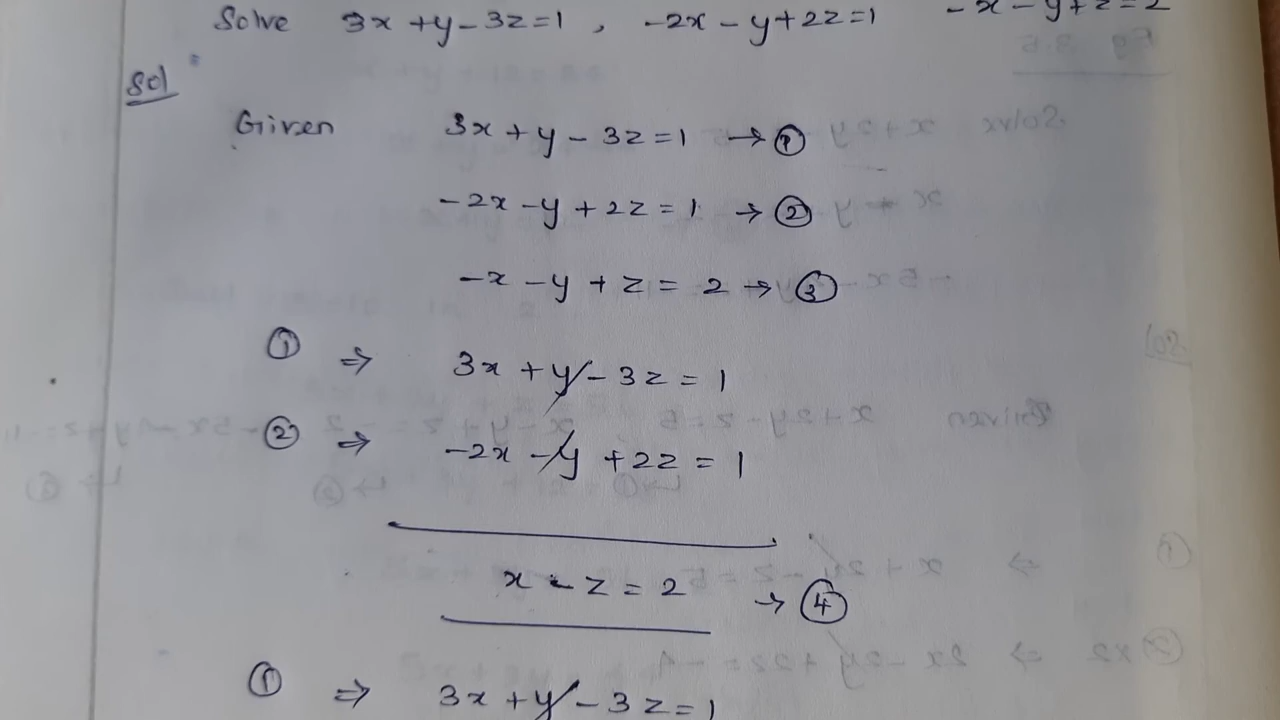 Solve 3x + y - 3z = 1 , -2x - y + 2z = 1 -x - y + z = 2
Sol
Given 3x + y - 3z = 1 → ①
-2x - y + 2z = 1 → ②
-x - y + z = 2 → ③
① ⇒ 3x + y - 3z = 1
② ⇒ -2x - y + 2z = 1
x - z = 2 → ④
① ⇒ 3x + y - 3z = 1